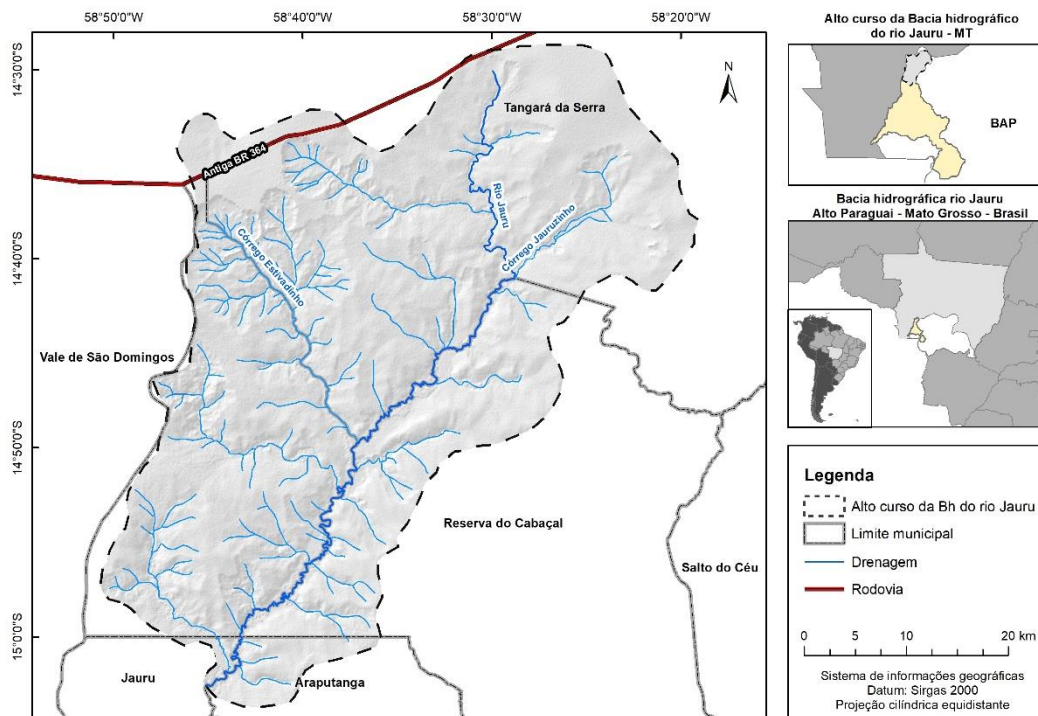 58°50'0"W
58°40'0"W
58°30'0"W
58°20'0"W
14°30'0"S
14°40'0"S
14°50'0"S
15°0'0"S
N
Tangará da Serra
Antiga BR 364
Rio Jauru
Córrego Jauruzinho
Córrego Estivadinho
Vale de São Domingos
Reserva do Cabaçal
Salto do Céu
Jauru
Araputanga
Alto curso da Bacia hidrográfico
do rio Jauru - MT
BAP
Bacia hidrográfica rio Jauru
Alto Paraguai - Mato Grosso - Brasil
Legenda
Alto curso da Bh do rio Jauru
Limite municipal
Drenagem
Rodovia
0 5 10 20 km
Sistema de informações geográficas
Datum: Sirgas 2000
Projeção cilíndrica equidistante